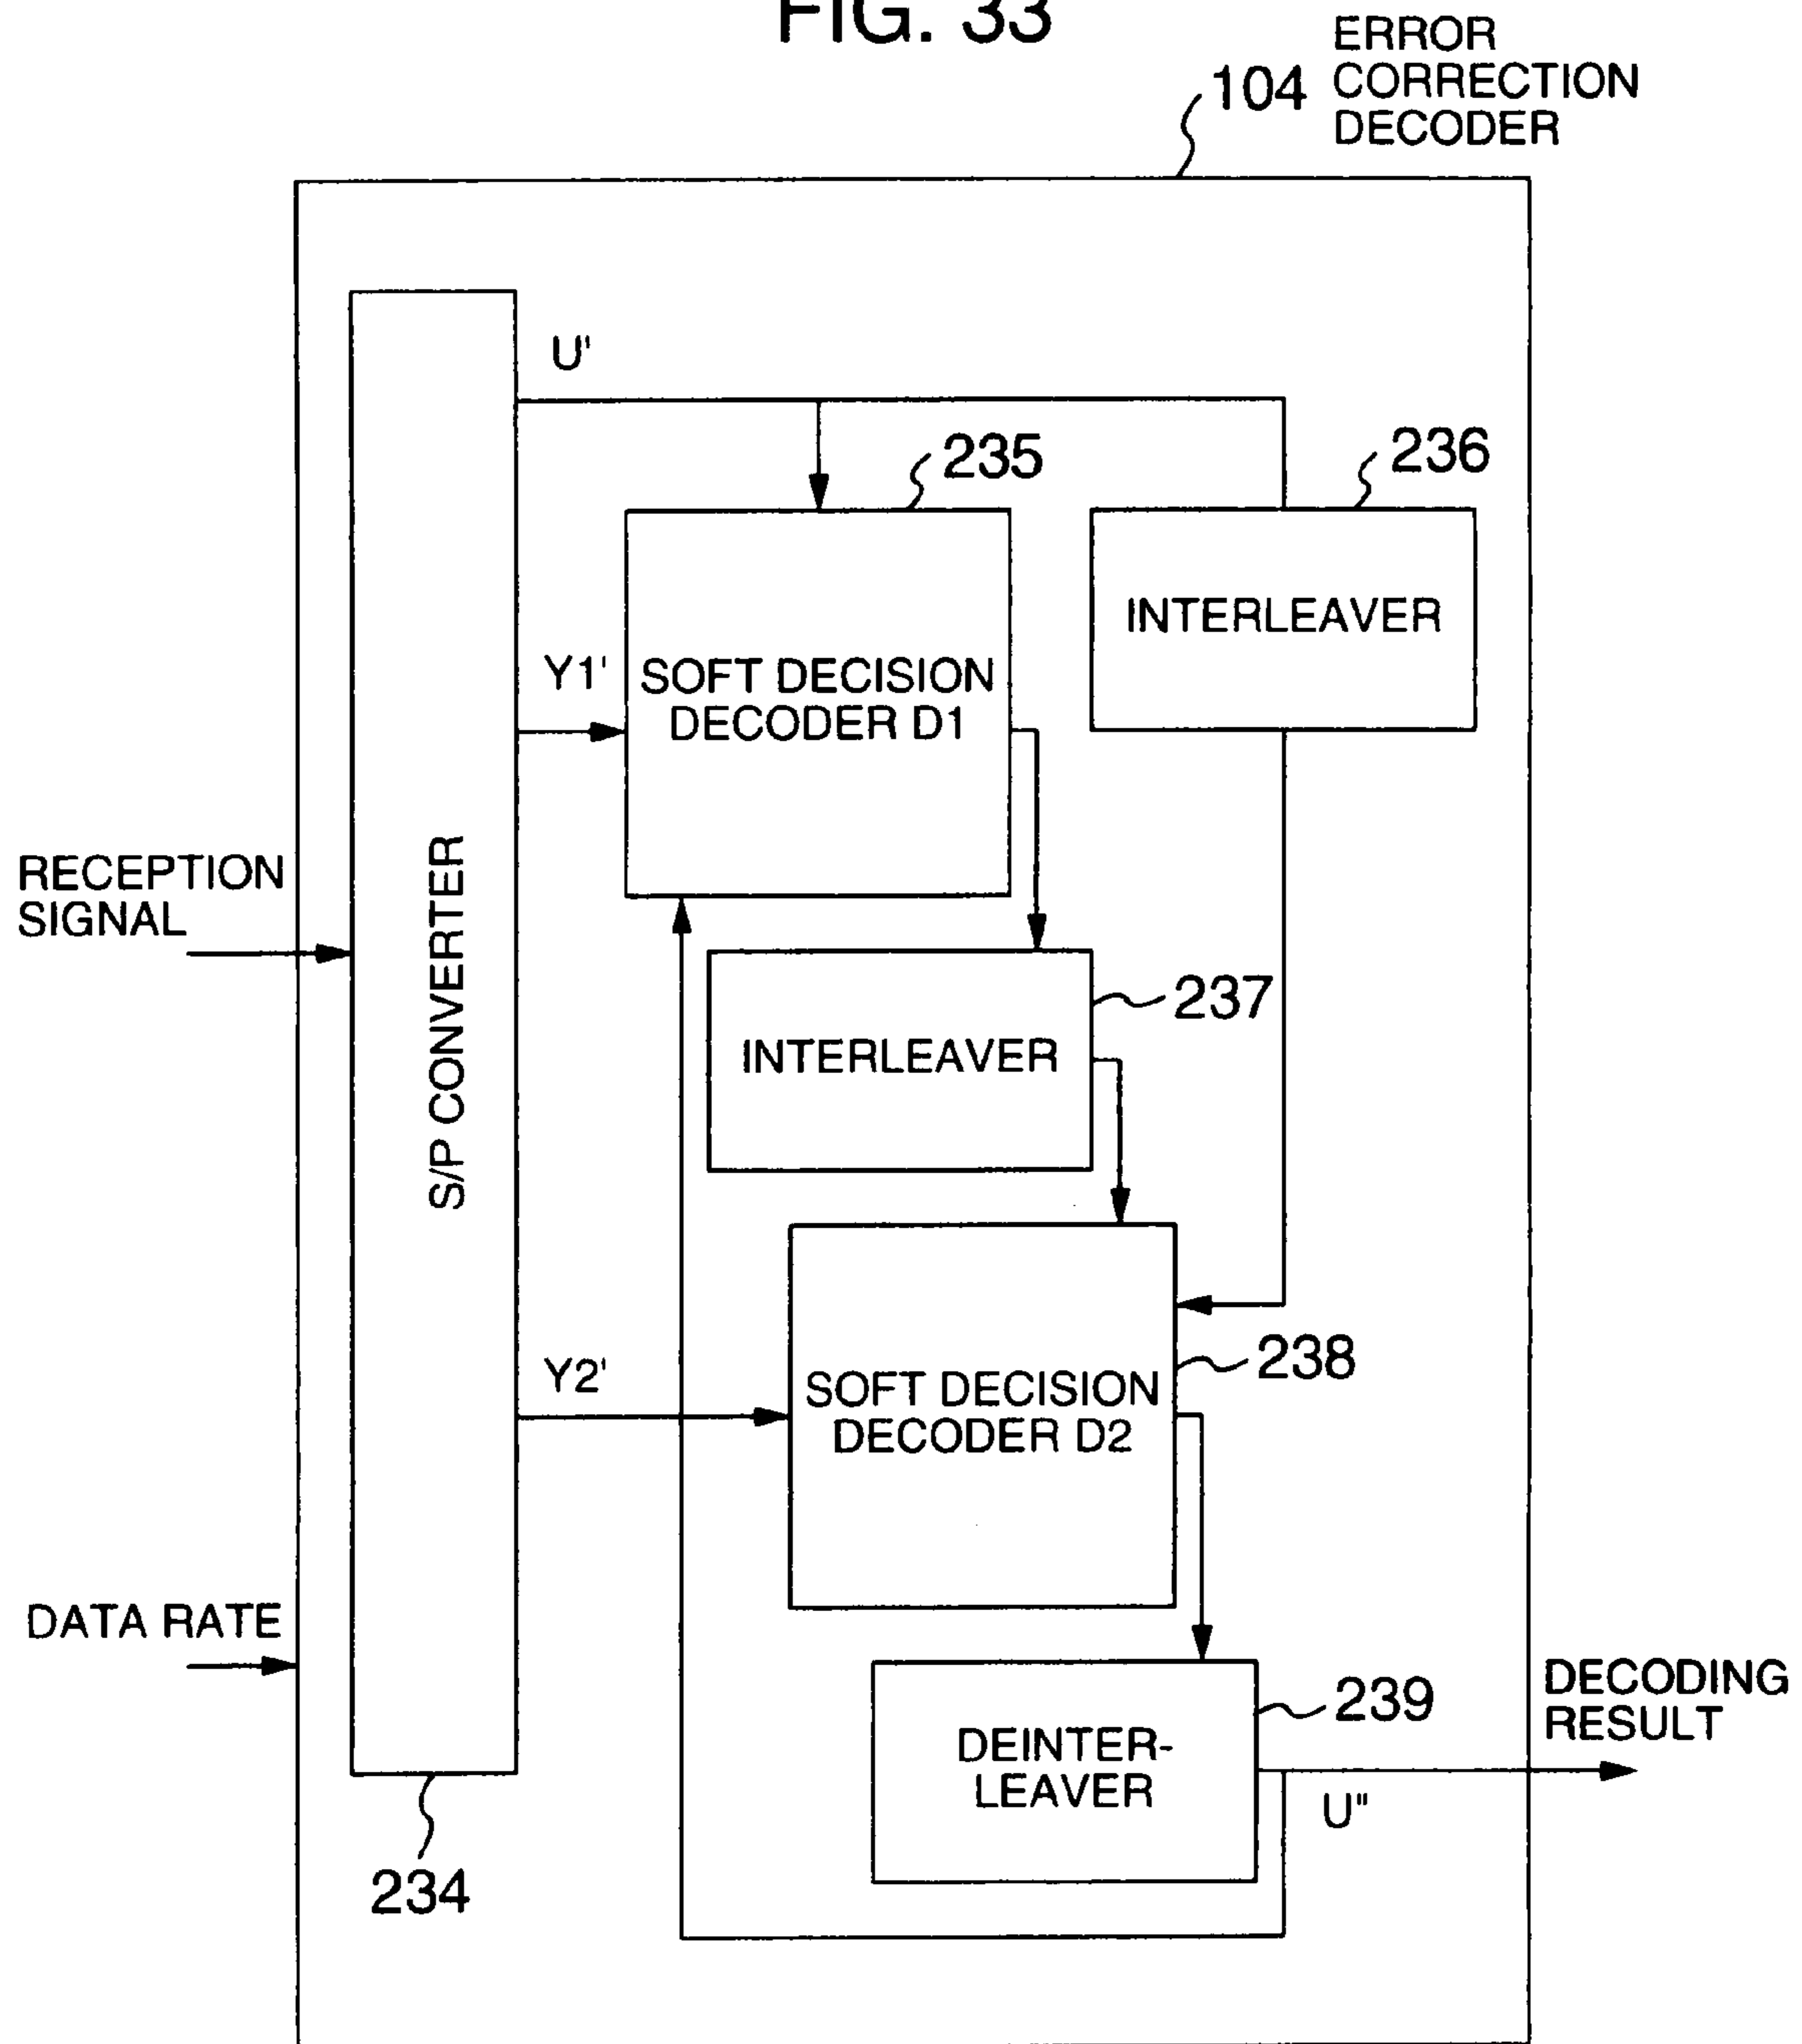 FIG. 33
104
ERROR
CORRECTION
DECODER
U'
235
236
INTERLEAVER
Y1'
SOFT DECISION
DECODER D1
S/P CONVERTER
RECEPTION
SIGNAL
237
INTERLEAVER
238
Y2'
SOFT DECISION
DECODER D2
DATA RATE
239
DECODING
RESULT
DEINTER-
LEAVER
U"
234